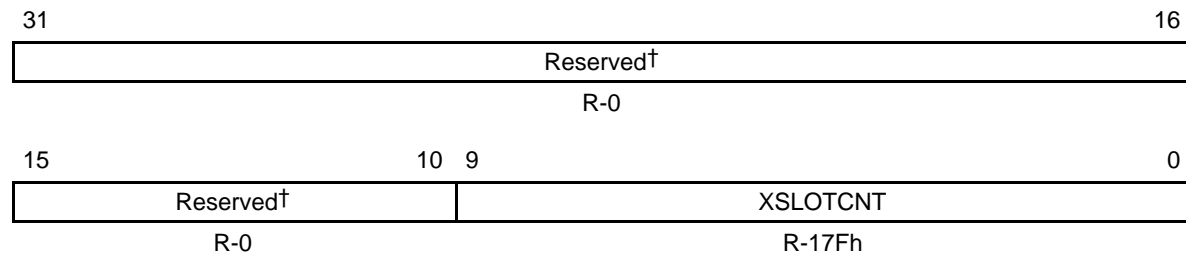 31 16
Reserved†
R-0
15 10 9 0
Reserved† XSLOTCNT
R-0 R-17Fh